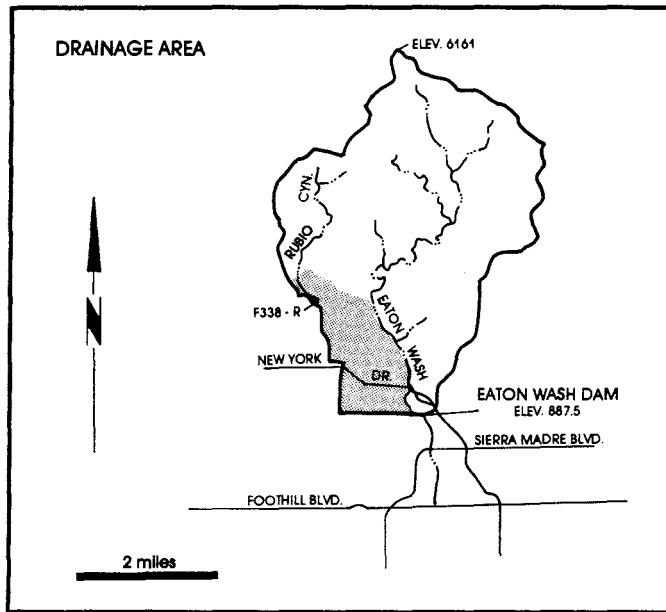 DRAINAGE AREA
ELEV. 6161
RUBIO CYN.
F338 - R
EATON WASH
NEW YORK DR.
EATON WASH DAM
ELEV. 887.5
SIERRA MADRE BLVD.
FOOTHILL BLVD.
N
2 miles